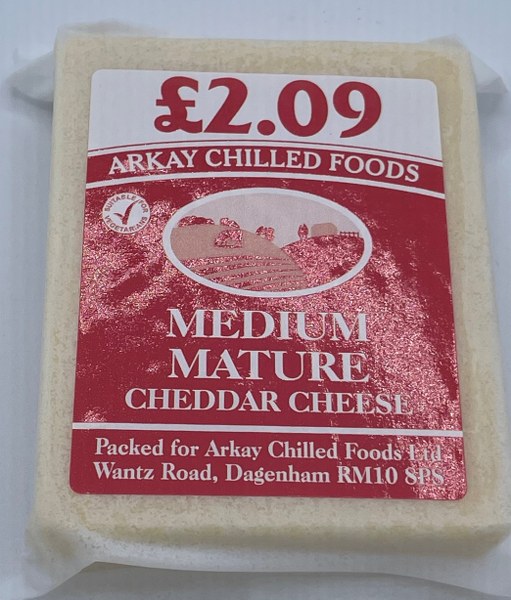 £2.09
ARKAY CHILLED FOODS
SUITABLE FOR
VEGETARIANS
MEDIUM
MATURE
CHEDDAR CHEESE
Packed for Arkay Chilled Foods Ltd.
Wantz Road, Dagenham RM10 8PS